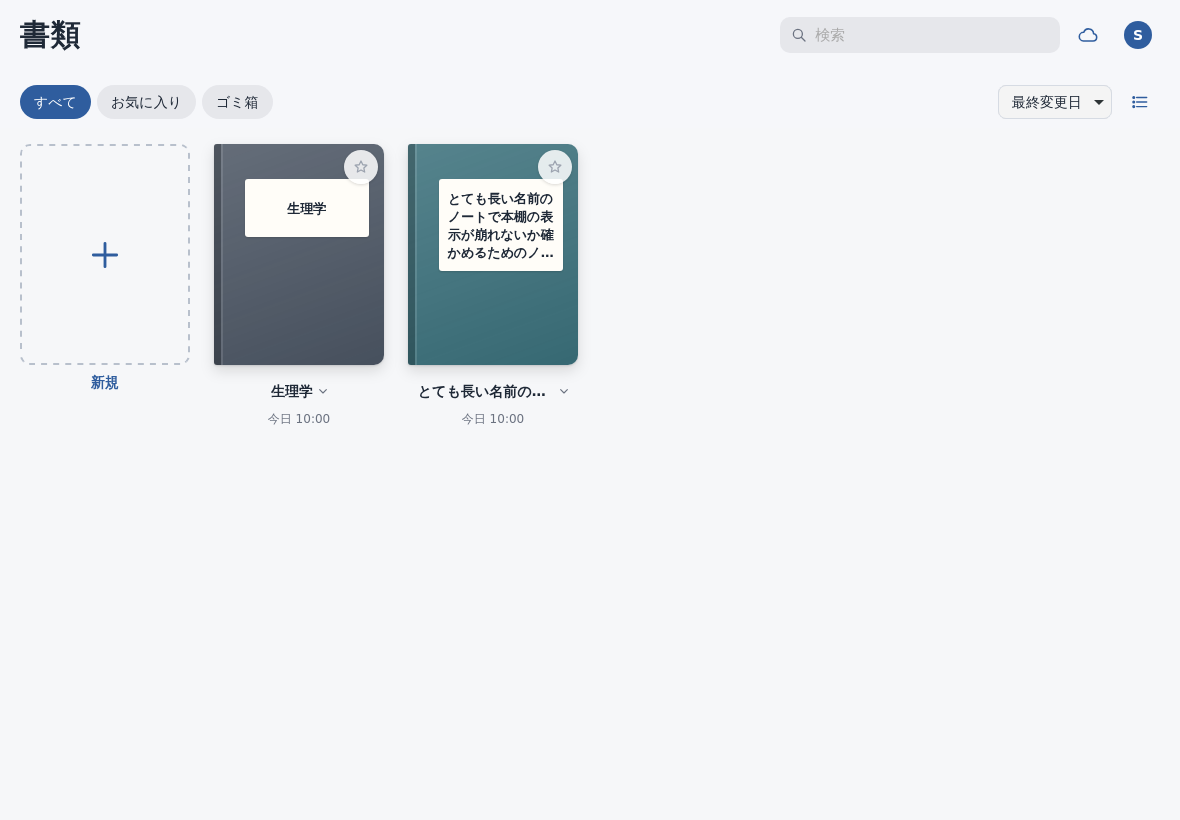 書類
検索
S
すべて
お気に入り
ゴミ箱
最終変更日
生理学
とても長い名前の
ノートで本棚の表
示が崩れないか確
かめるためのノ…
新規
生理学
とても長い名前の…
今日 10:00
今日 10:00